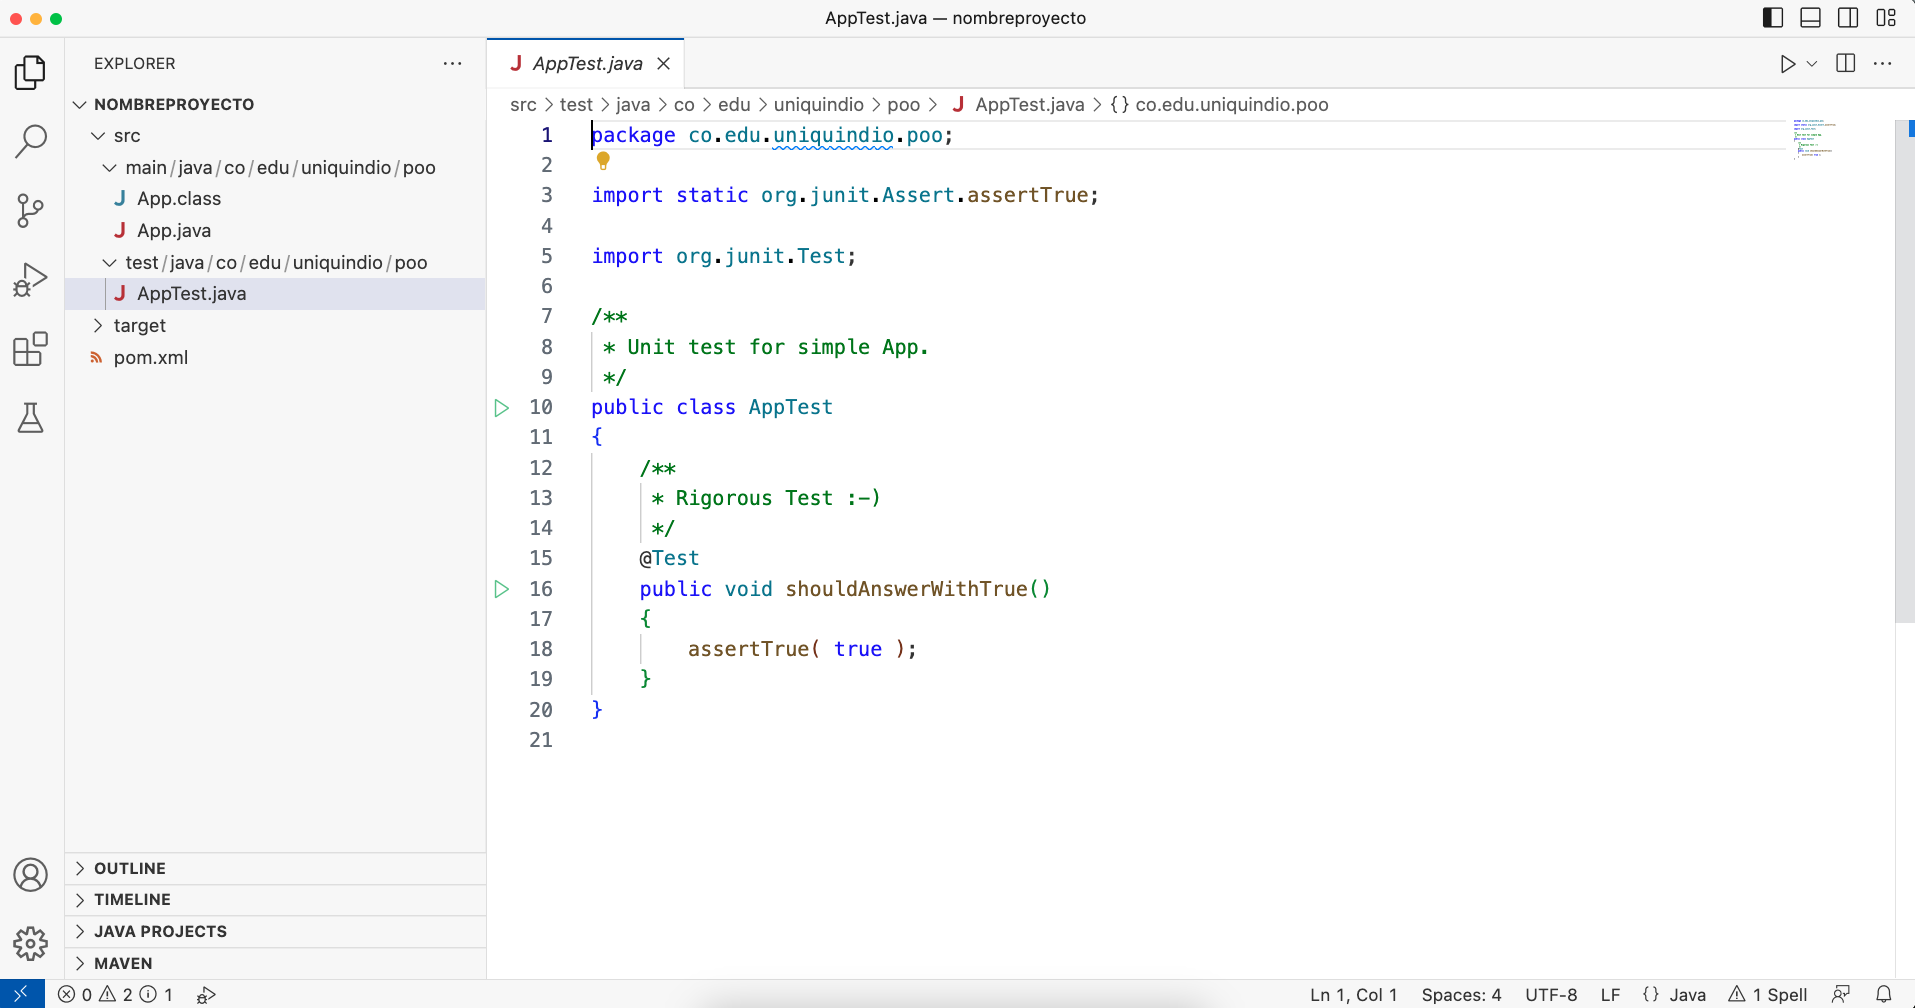 AppTest.java — nombreproyecto
EXPLORER
NOMBREPROYECTO
src
main/java/co/edu/uniquindio/poo
App.class
App.java
test/java/co/edu/uniquindio/poo
AppTest.java
target
pom.xml
OUTLINE
TIMELINE
JAVA PROJECTS
MAVEN
AppTest.java
src > test > java > co > edu > uniquindio > poo > J AppTest.java > {} co.edu.uniquindio.poo
1 package co.edu.uniquindio.poo;
2
3 import static org.junit.Assert.assertTrue;
4
5 import org.junit.Test;
6
7 /**
8  * Unit test for simple App.
9  */
10 public class AppTest
11 {
12     /**
13      * Rigorous Test :-)
14      */
15     @Test
16     public void shouldAnswerWithTrue()
17     {
18         assertTrue( true );
19     }
20 }
21
0 2 1
Ln 1, Col 1 Spaces: 4 UTF-8 LF {} Java 1 Spell